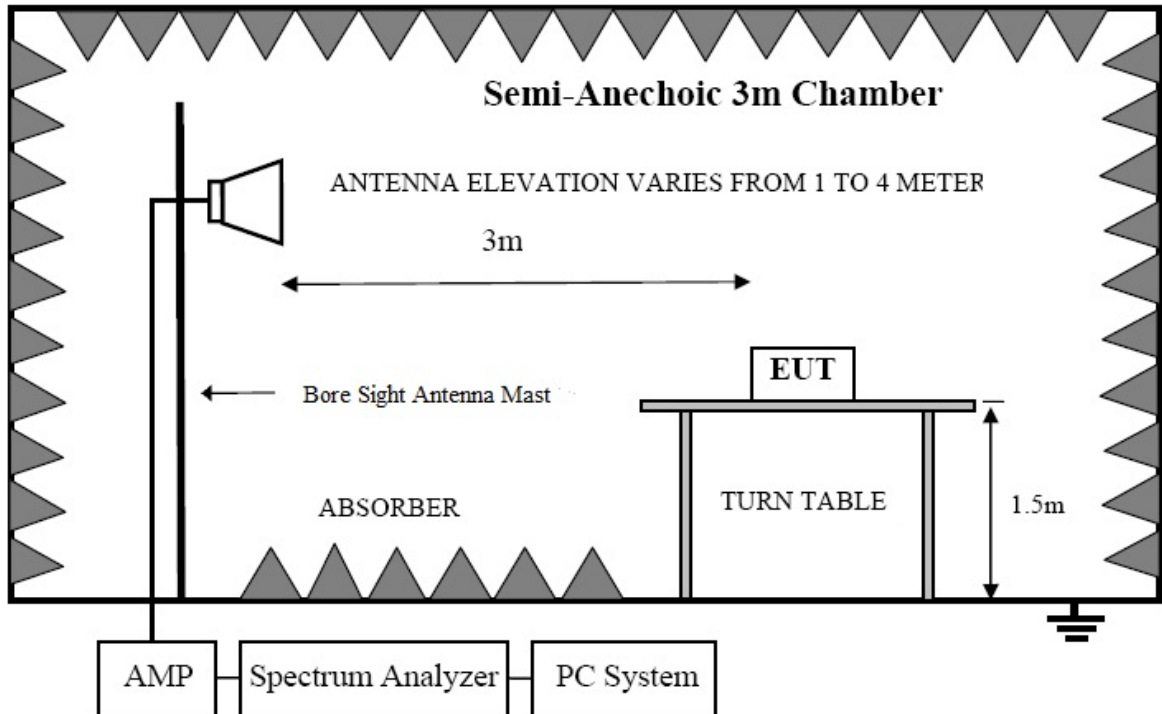 Semi-Anechoic 3m Chamber
ANTENNA ELEVATION VARIES FROM 1 TO 4 METER
3m
EUT
Bore Sight Antenna Mast
ABSORBER
TURN TABLE
1.5m
AMP
Spectrum Analyzer
PC System